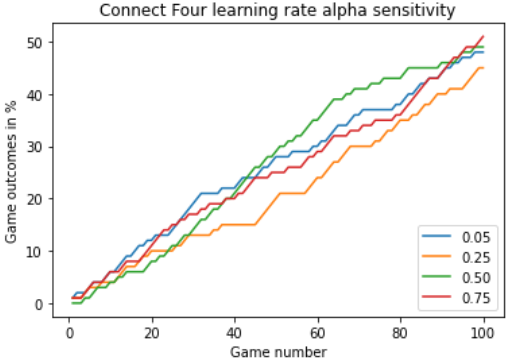 Connect Four learning rate alpha sensitivity
Game outcomes in %
50
40
30
20
10
0
0.05
0.25
0.50
0.75
0 20 40 60 80 100
Game number